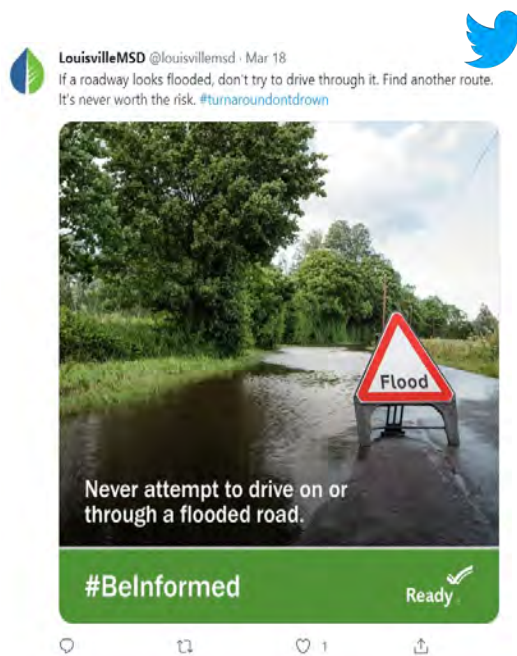 LouisvilleMSD @louisvillemsd · Mar 18
If a roadway looks flooded, don't try to drive through it. Find another route.
It's never worth the risk. #turnaroundontdrown
Flood
Never attempt to drive on or
through a flooded road.
#BeInformed
Ready
1